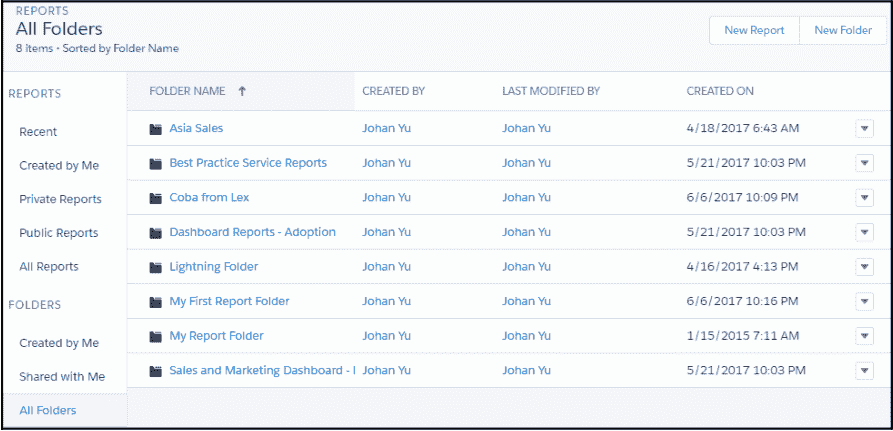 REPORTS
All Folders
8 items • Sorted by Folder Name
New Report
New Folder
REPORTS
Recent
Created by Me
Private Reports
Public Reports
All Reports
FOLDERS
Created by Me
Shared with Me
All Folders
FOLDER NAME ↑ CREATED BY LAST MODIFIED BY CREATED ON
Asia Sales Johan Yu Johan Yu 4/18/2017 6:43 AM
Best Practice Service Reports Johan Yu Johan Yu 5/21/2017 10:03 PM
Coba from Lex Johan Yu Johan Yu 6/6/2017 10:09 PM
Dashboard Reports - Adoption Johan Yu Johan Yu 5/21/2017 10:03 PM
Lightning Folder Johan Yu Johan Yu 4/16/2017 4:13 PM
My First Report Folder Johan Yu Johan Yu 6/6/2017 10:16 PM
My Report Folder Johan Yu Johan Yu 1/15/2015 7:11 AM
Sales and Marketing Dashboard - Johan Yu Johan Yu 5/21/2017 10:03 PM